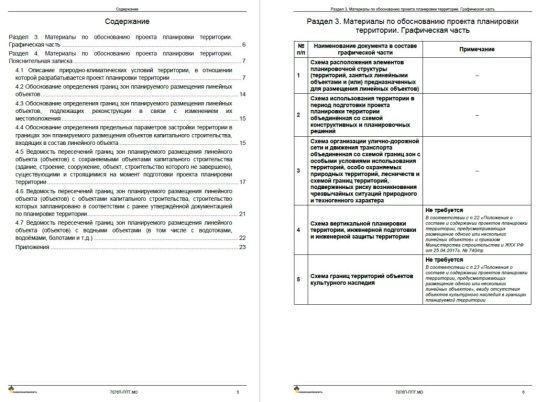 Содержание
Содержание
Раздел 3. Материалы по обоснованию проекта планировки территории.
Графическая часть 6
Раздел 4. Материалы по обоснованию проекта планировки территории.
Пояснительная записка 7
4.1 Описание природно-климатических условий территории, в отношении
которой разрабатывается проект планировки территории 7
4.2 Обоснование определения границ зон планируемого размещения линейных
объектов 14
4.3 Обоснование определения границ зон планируемого размещения линейных
объектов, подлежащих реконструкции в связи с изменением их
местоположения 15
4.4 Обоснование определения предельных параметров застройки территории в
границах зон планируемого размещения объектов капитального строительства,
входящих в состав линейного объекта 15
4.5 Ведомость пересечений границ зон планируемого размещения линейного
объекта (объектов) с сохраняемыми объектами капитального строительства
(здание, строение, сооружение, объект, строительство которого не завершено),
существующими и строящимися на момент подготовки проекта планировки
территории 17
4.6 Ведомость пересечений границ зон планируемого размещения линейного
объекта (объектов) с объектами капитального строительства, строительство
которых запланировано в соответствии с ранее утверждённой документацией
по планировке территории 21
4.7 Ведомость пересечений границ зон планируемого размещения линейного
объекта (объектов) с водными объектами (в том числе с водотоками,
водоёмами, болотами и т.д.) 22
Приложения 23
7076П-ППТ.МО
5
Раздел 3. Материалы по обоснованию проекта планировки территории. Графическая часть
Раздел 3. Материалы по обоснованию проекта планировки
территории. Графическая часть
№
п/п
Наименование документа в составе
графической части
Примечание
1
Схема расположения элементов
планировочной структуры
(территорий, занятых линейными
объектами и (или) предназначенных
для размещения линейных объектов)
–
2
Схема использования территории в
период подготовки проекта
планировки территории
объединённая со схемой
конструктивных и планировочных
решений
–
3
Схема организации улично-дорожной
сети и движения транспорта
объединенная со схемой границ зон с
особыми условиями использования
территорий, особо охраняемых
природных территорий, лесничеств и
схемой границ территорий,
подверженных риску возникновения
чрезвычайных ситуаций природного
и техногенного характера
–
4
Схема вертикальной планировки
территории, инженерной подготовки
и инженерной защиты территории
Не требуется
В соответствии с п.22 «Положения о
составе и содержании проектов планировки
территории, предусматривающих
размещение одного или нескольких
линейных объектов» и приказом
Министерства строительства и ЖКХ РФ
от 25.04.2017г. № 740/пр
5
Схема границ территорий объектов
культурного наследия
Не требуется
В соответствии с п.23 «Положения о
составе и содержании проектов планировки
территории, предусматривающих
размещение одного или нескольких
линейных объектов», ввиду отсутствия
объектов культурного наследия в границах
планируемой территории
7076П-ППТ.МО
6